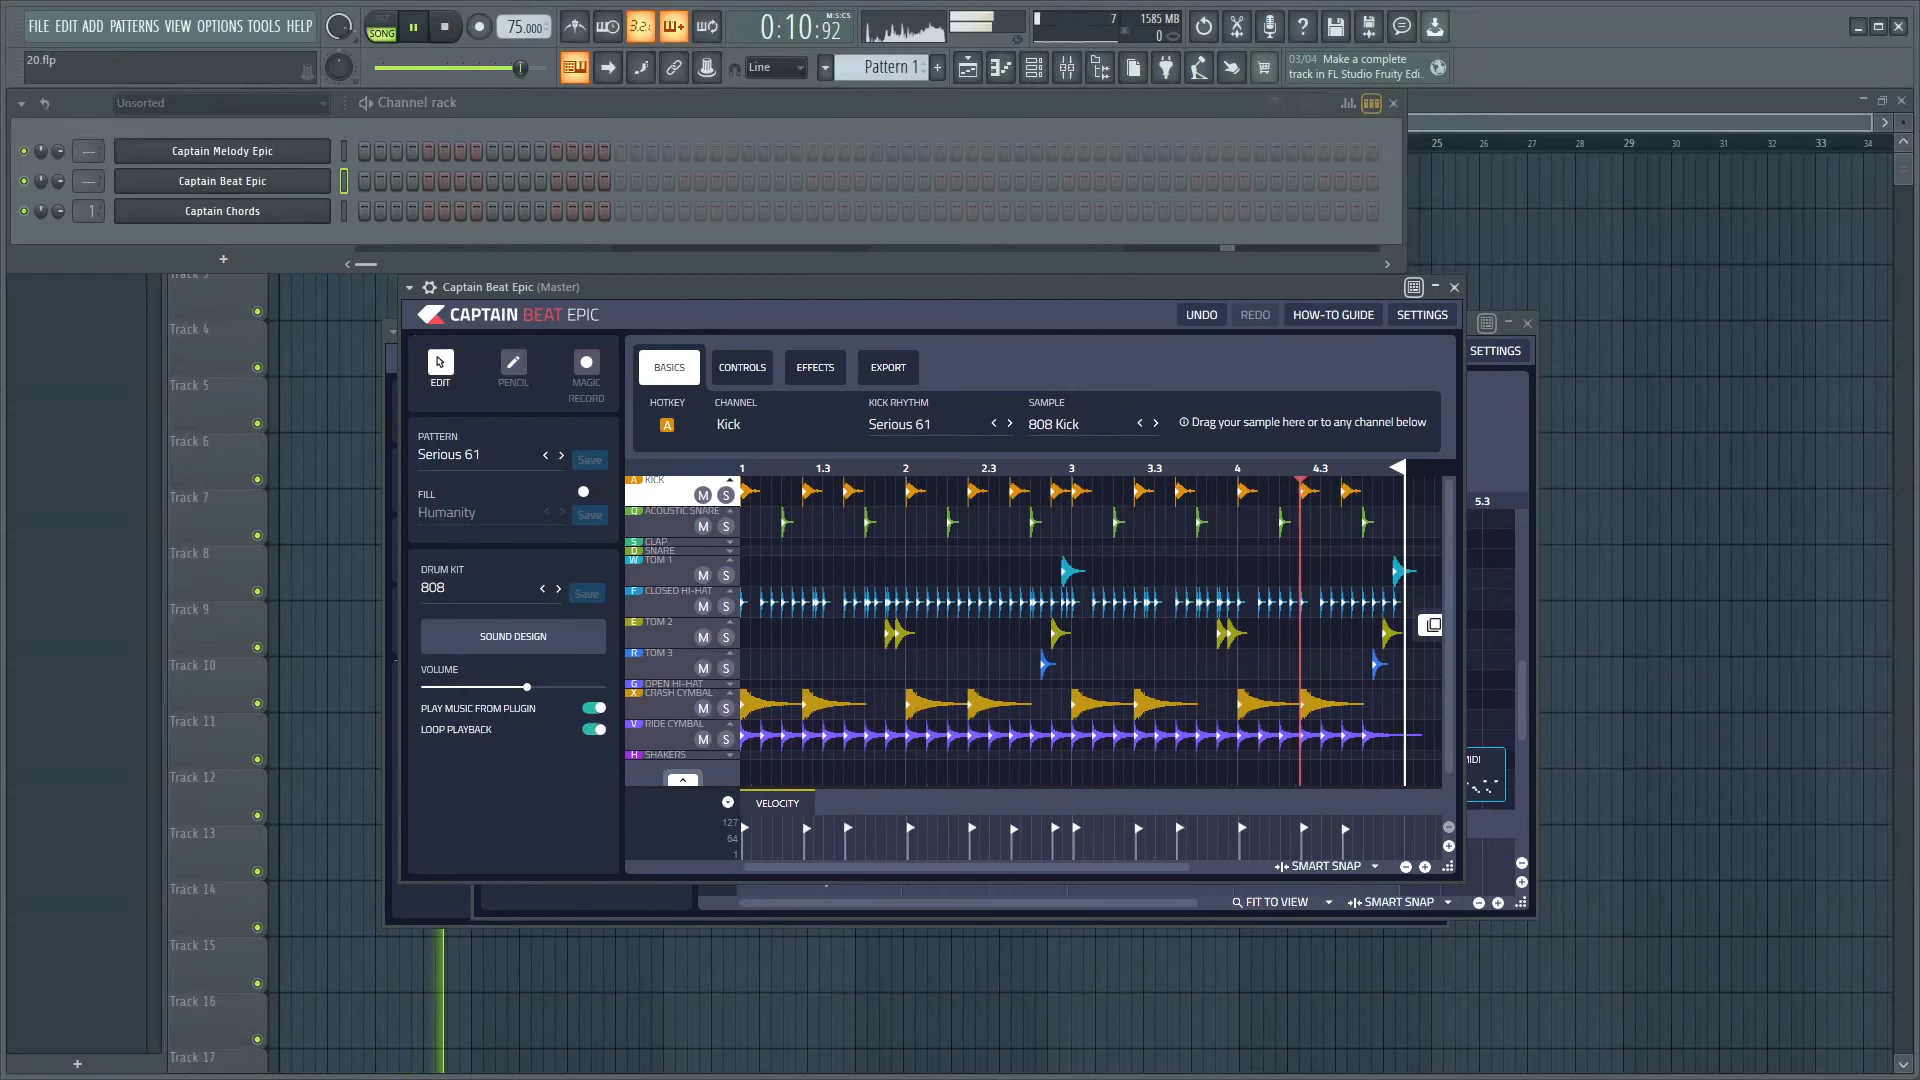 FILE EDIT ADD PATTERNS VIEW OPTIONS TOOLS HELP
SONG
3.2.
75.000
0:10:92
M:S:CS
7
1585 MB
0
20.flp
Line
Pattern 1
03/04 Make a complete
track in FL Studio Fruity Edi..
Unsorted
Channel rack
Captain Melody Epic
Captain Beat Epic
1
Captain Chords
25 26 27 28 29 30 31 32 33 34
Track 4
Track 5
Track 6
Track 7
Track 8
Track 9
Track 10
Track 11
Track 12
Track 13
Track 14
Track 15
Track 16
Track 17
Captain Beat Epic (Master)
CAPTAIN BEAT EPIC
UNDO
REDO
HOW-TO GUIDE
SETTINGS
SETTINGS
EDIT
PENCIL
MAGIC
RECORD
BASICS
CONTROLS
EFFECTS
EXPORT
HOTKEY
CHANNEL
KICK RHYTHM
SAMPLE
A
Kick
Serious 61
808 Kick
Drag your sample here or to any channel below
PATTERN
Serious 61
Save
FILL
Humanity
Save
DRUM KIT
808
Save
SOUND DESIGN
VOLUME
PLAY MUSIC FROM PLUGIN
LOOP PLAYBACK
1 1.3 2 2.3 3 3.3 4 4.3
5.3
A KICK
M S
Q ACOUSTIC SNARE
M S
S CLAP
D SNARE
W TOM 1
M S
F CLOSED HI-HAT
M S
E TOM 2
M S
R TOM 3
M S
G OPEN HI-HAT
X CRASH CYMBAL
M S
V RIDE CYMBAL
M S
H SHAKERS
MIDI
VELOCITY
127
64
1
SMART SNAP
FIT TO VIEW
SMART SNAP